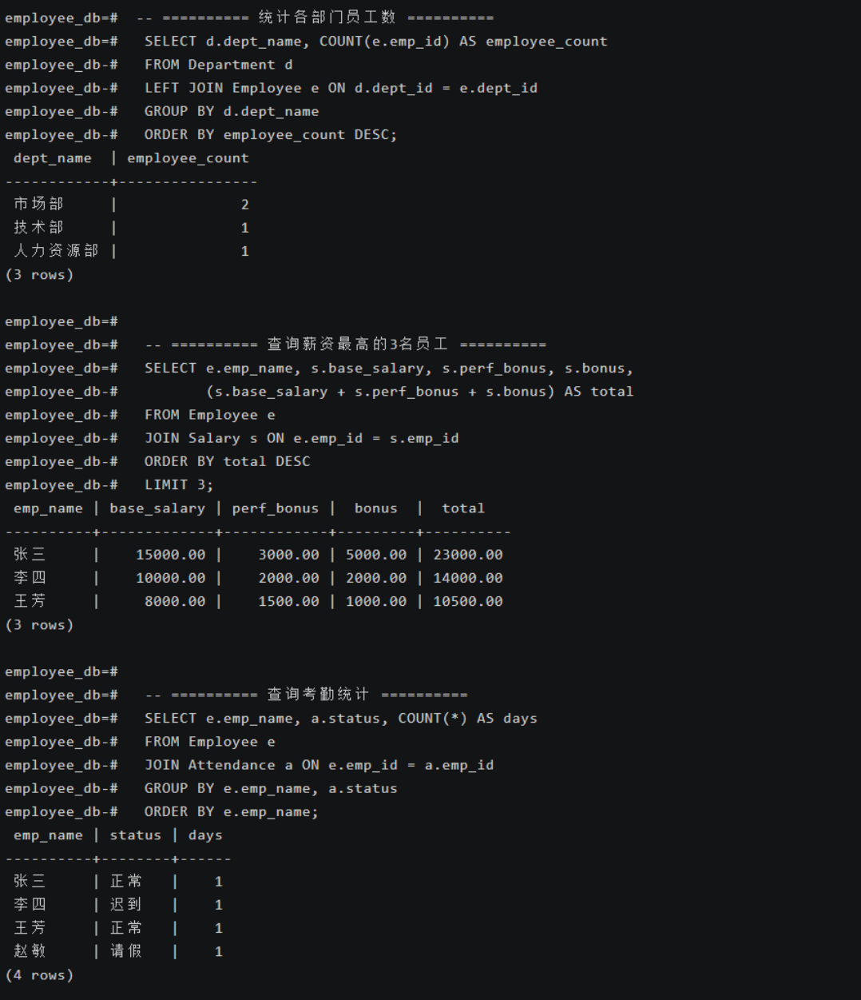 employee_db=#  -- ========== 统计各部门员工数 ==========
employee_db=#   SELECT d.dept_name, COUNT(e.emp_id) AS employee_count
employee_db-#   FROM Department d
employee_db-#   LEFT JOIN Employee e ON d.dept_id = e.dept_id
employee_db-#   GROUP BY d.dept_name
employee_db-#   ORDER BY employee_count DESC;
 dept_name  | employee_count
------------+----------------
 市场部     |              2
 技术部     |              1
 人力资源部 |              1
(3 rows)
employee_db=#
employee_db=#   -- ========== 查询薪资最高的3名员工 ==========
employee_db=#   SELECT e.emp_name, s.base_salary, s.perf_bonus, s.bonus,
employee_db-#          (s.base_salary + s.perf_bonus + s.bonus) AS total
employee_db-#   FROM Employee e
employee_db-#   JOIN Salary s ON e.emp_id = s.emp_id
employee_db-#   ORDER BY total DESC
employee_db-#   LIMIT 3;
 emp_name | base_salary | perf_bonus |  bonus  |  total
----------+-------------+------------+---------+----------
 张三     |    15000.00 |    3000.00 | 5000.00 | 23000.00
 李四     |    10000.00 |    2000.00 | 2000.00 | 14000.00
 王芳     |     8000.00 |    1500.00 | 1000.00 | 10500.00
(3 rows)
employee_db=#
employee_db=#   -- ========== 查询考勤统计 ==========
employee_db=#   SELECT e.emp_name, a.status, COUNT(*) AS days
employee_db-#   FROM Employee e
employee_db-#   JOIN Attendance a ON e.emp_id = a.emp_id
employee_db-#   GROUP BY e.emp_name, a.status
employee_db-#   ORDER BY e.emp_name;
 emp_name | status | days
----------+--------+------
 张三     | 正常   |    1
 李四     | 迟到   |    1
 王芳     | 正常   |    1
 赵敏     | 请假   |    1
(4 rows)